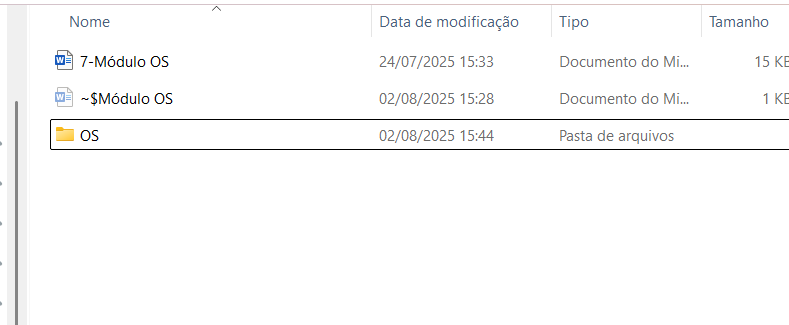 Nome Data de modificação Tipo Tamanho
7-Módulo OS 24/07/2025 15:33 Documento do Mi... 15 KB
~$Módulo OS 02/08/2025 15:28 Documento do Mi... 1 KB
OS 02/08/2025 15:44 Pasta de arquivos